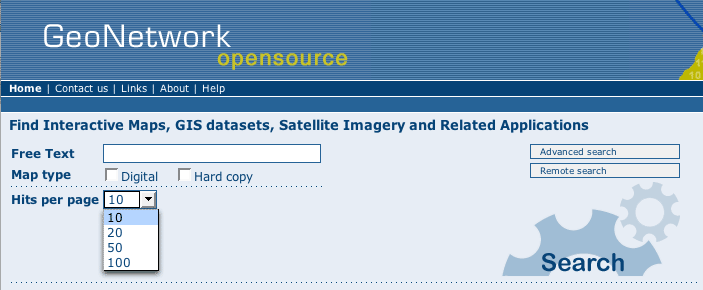 GeoNetwork
opensource
Home | Contact us | Links | About | Help
Find Interactive Maps, GIS datasets, Satellite Imagery and Related Applications
Free Text
Advanced search
Map type Digital Hard copy
Remote search
Hits per page 10
10
20
50
100
Search